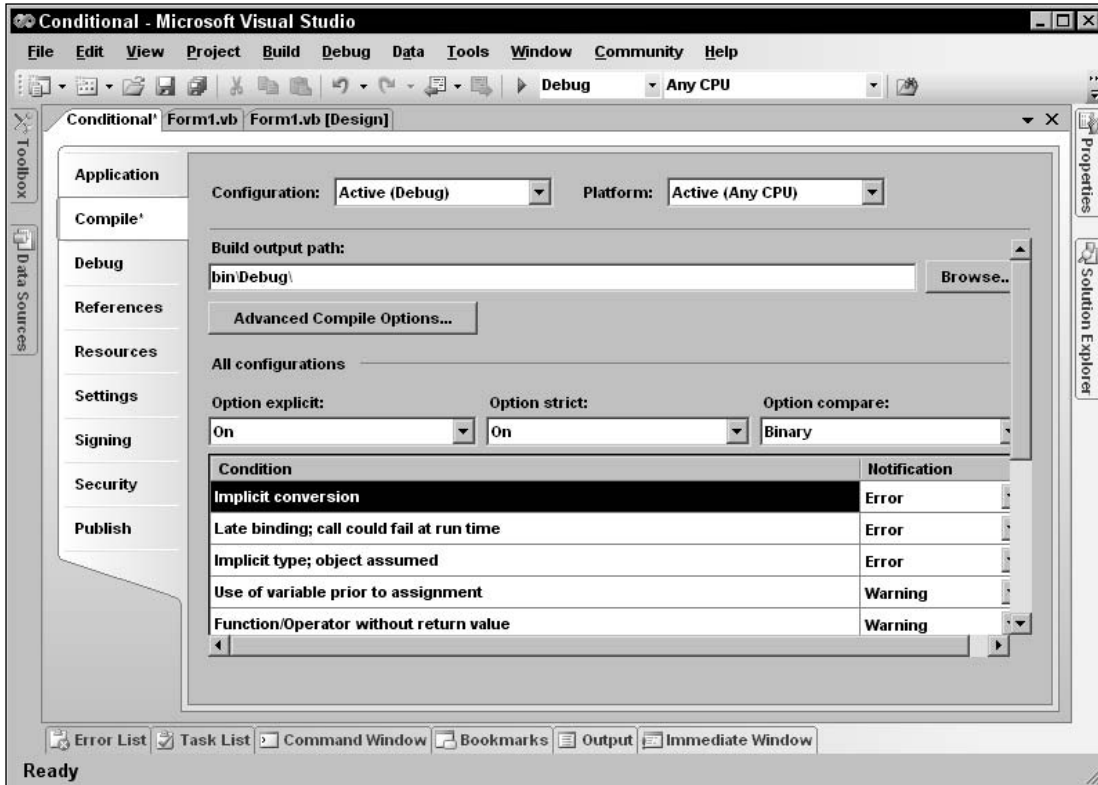 Conditional - Microsoft Visual Studio
File Edit View Project Build Debug Data Tools Window Community Help
Debug Any CPU
Toolbox
Data Sources
Conditional* Form1.vb Form1.vb [Design]
Properties
Solution Explorer
Application
Compile*
Debug
References
Resources
Settings
Signing
Security
Publish
Configuration: Active (Debug) Platform: Active (Any CPU)
Build output path:
bin\Debug\ Browse..
Advanced Compile Options...
All configurations
Option explicit: Option strict: Option compare:
On On Binary
Condition Notification
Implicit conversion Error
Late binding; call could fail at run time Error
Implicit type; object assumed Error
Use of variable prior to assignment Warning
Function/Operator without return value Warning
Error List Task List Command Window Bookmarks Output Immediate Window
Ready